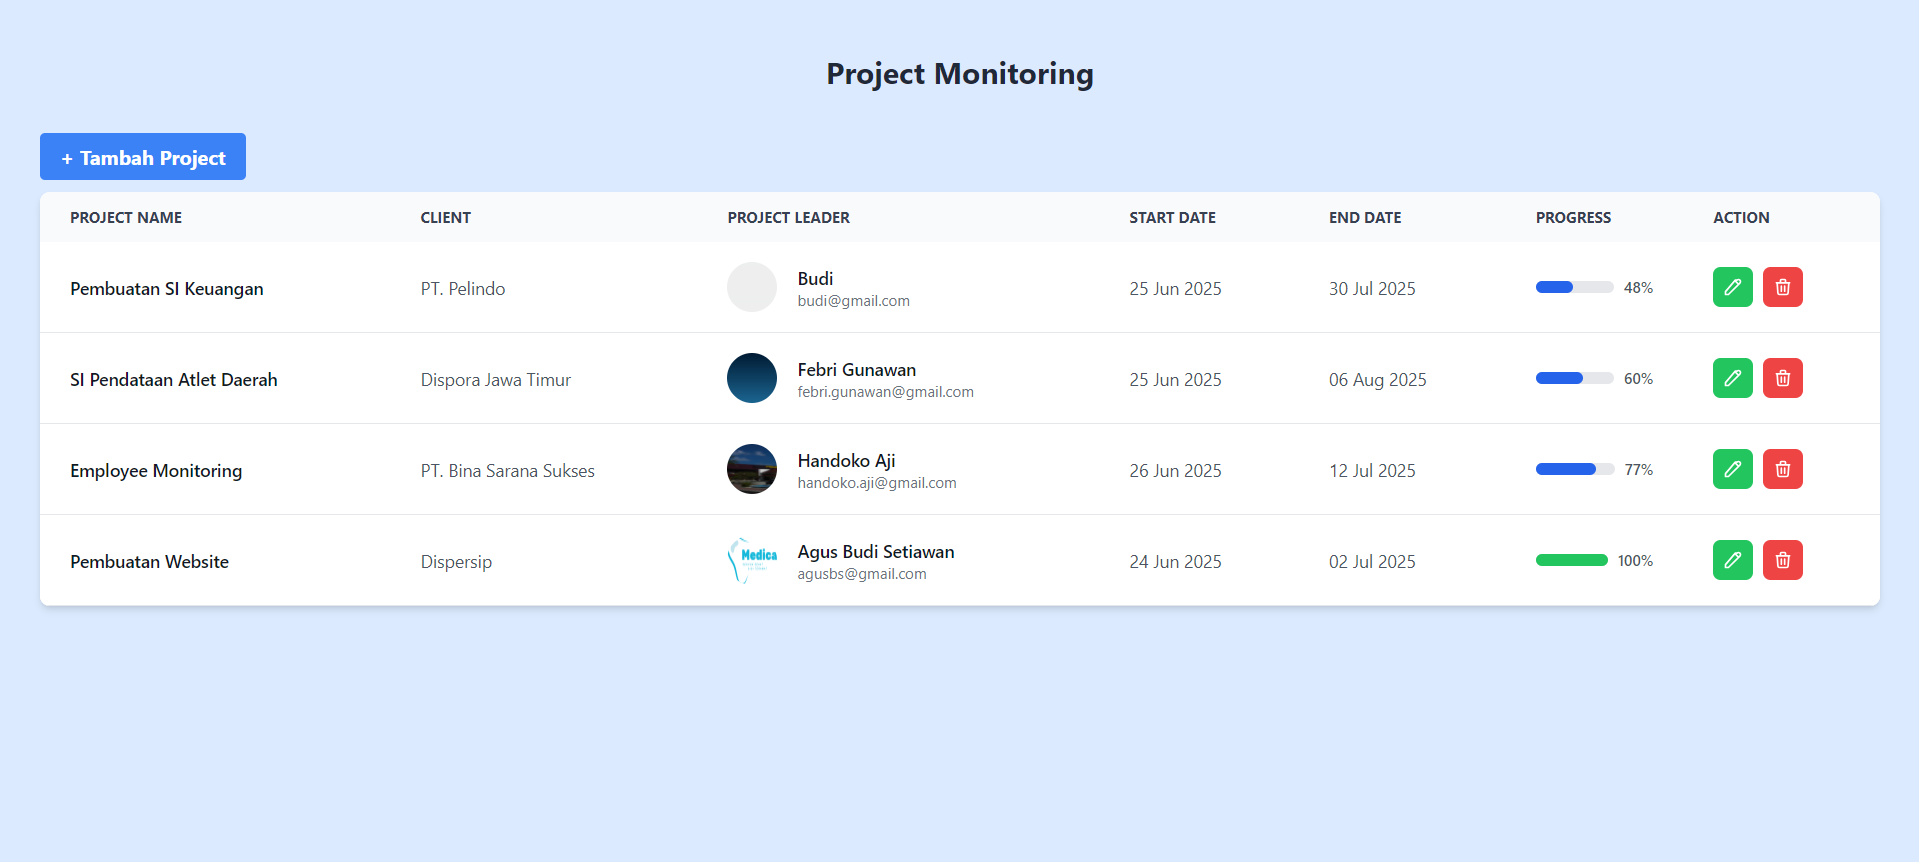 Project Monitoring
+ Tambah Project
PROJECT NAME CLIENT PROJECT LEADER START DATE END DATE PROGRESS ACTION
Pembuatan SI Keuangan PT. Pelindo Budi 25 Jun 2025 30 Jul 2025 48%
budi@gmail.com
SI Pendataan Atlet Daerah Dispora Jawa Timur Febri Gunawan 25 Jun 2025 06 Aug 2025 60%
febri.gunawan@gmail.com
Employee Monitoring PT. Bina Sarana Sukses Handoko Aji 26 Jun 2025 12 Jul 2025 77%
handoko.aji@gmail.com
Pembuatan Website Dispersip Medica Agus Budi Setiawan 24 Jun 2025 02 Jul 2025 100%
agusbs@gmail.com